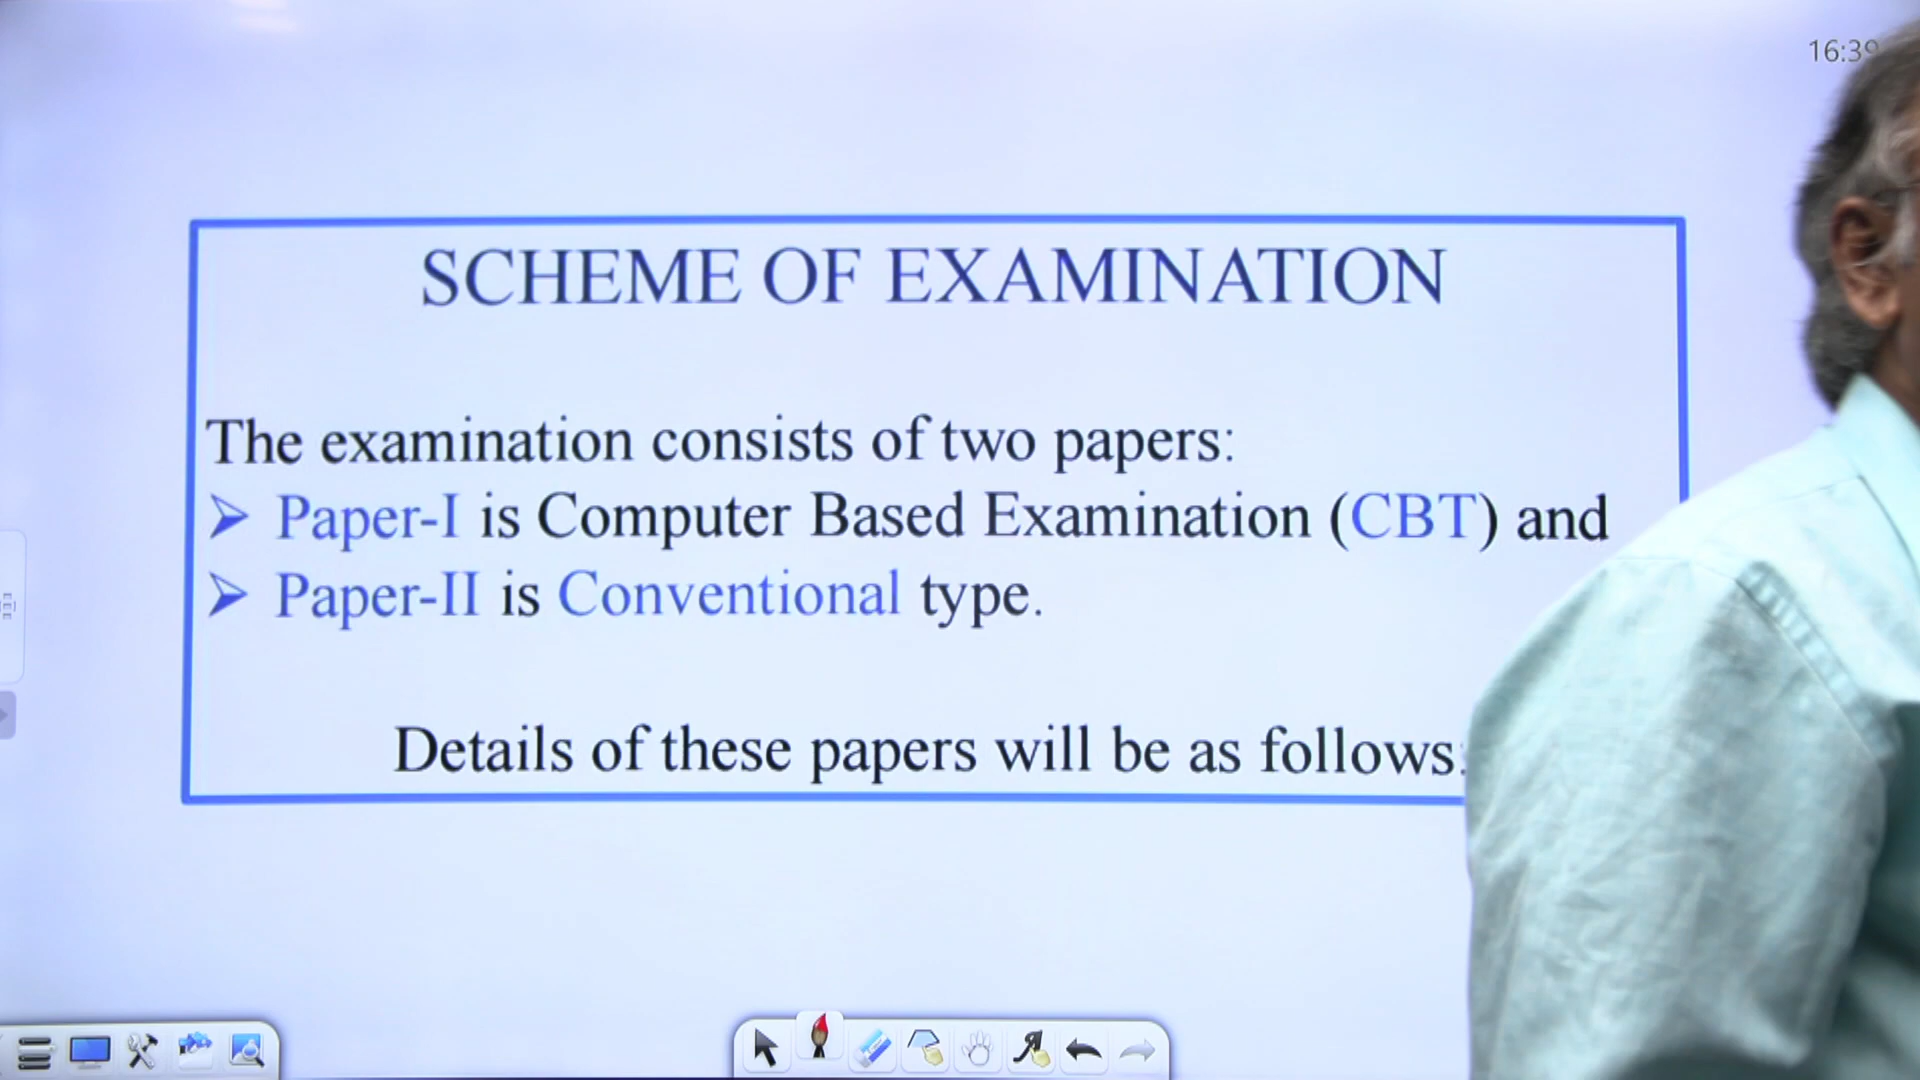 16:39
SCHEME OF EXAMINATION
The examination consists of two papers:
➢ Paper-I is Computer Based Examination (CBT) and
➢ Paper-II is Conventional type.
Details of these papers will be as follows: